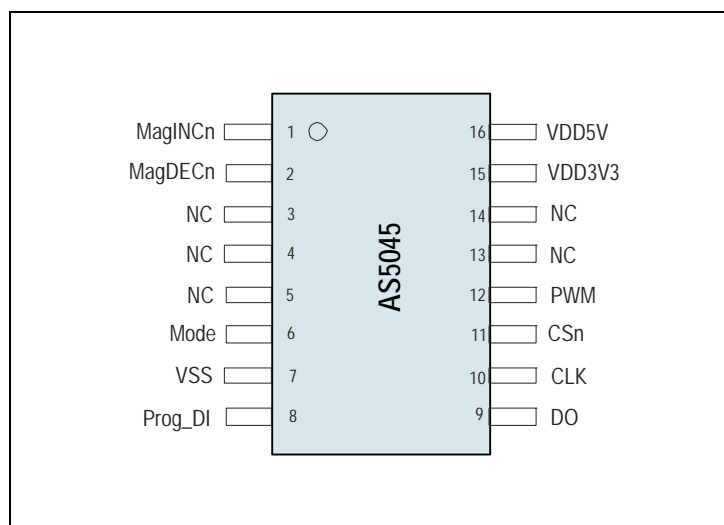 MagINCn 1 16 VDD5V
MagDECn 2 15 VDD3V3
NC 3 14 NC
NC 4 13 NC
NC 5 12 PWM
Mode 6 11 CSn
VSS 7 10 CLK
Prog_DI 8 9 DO
AS5045